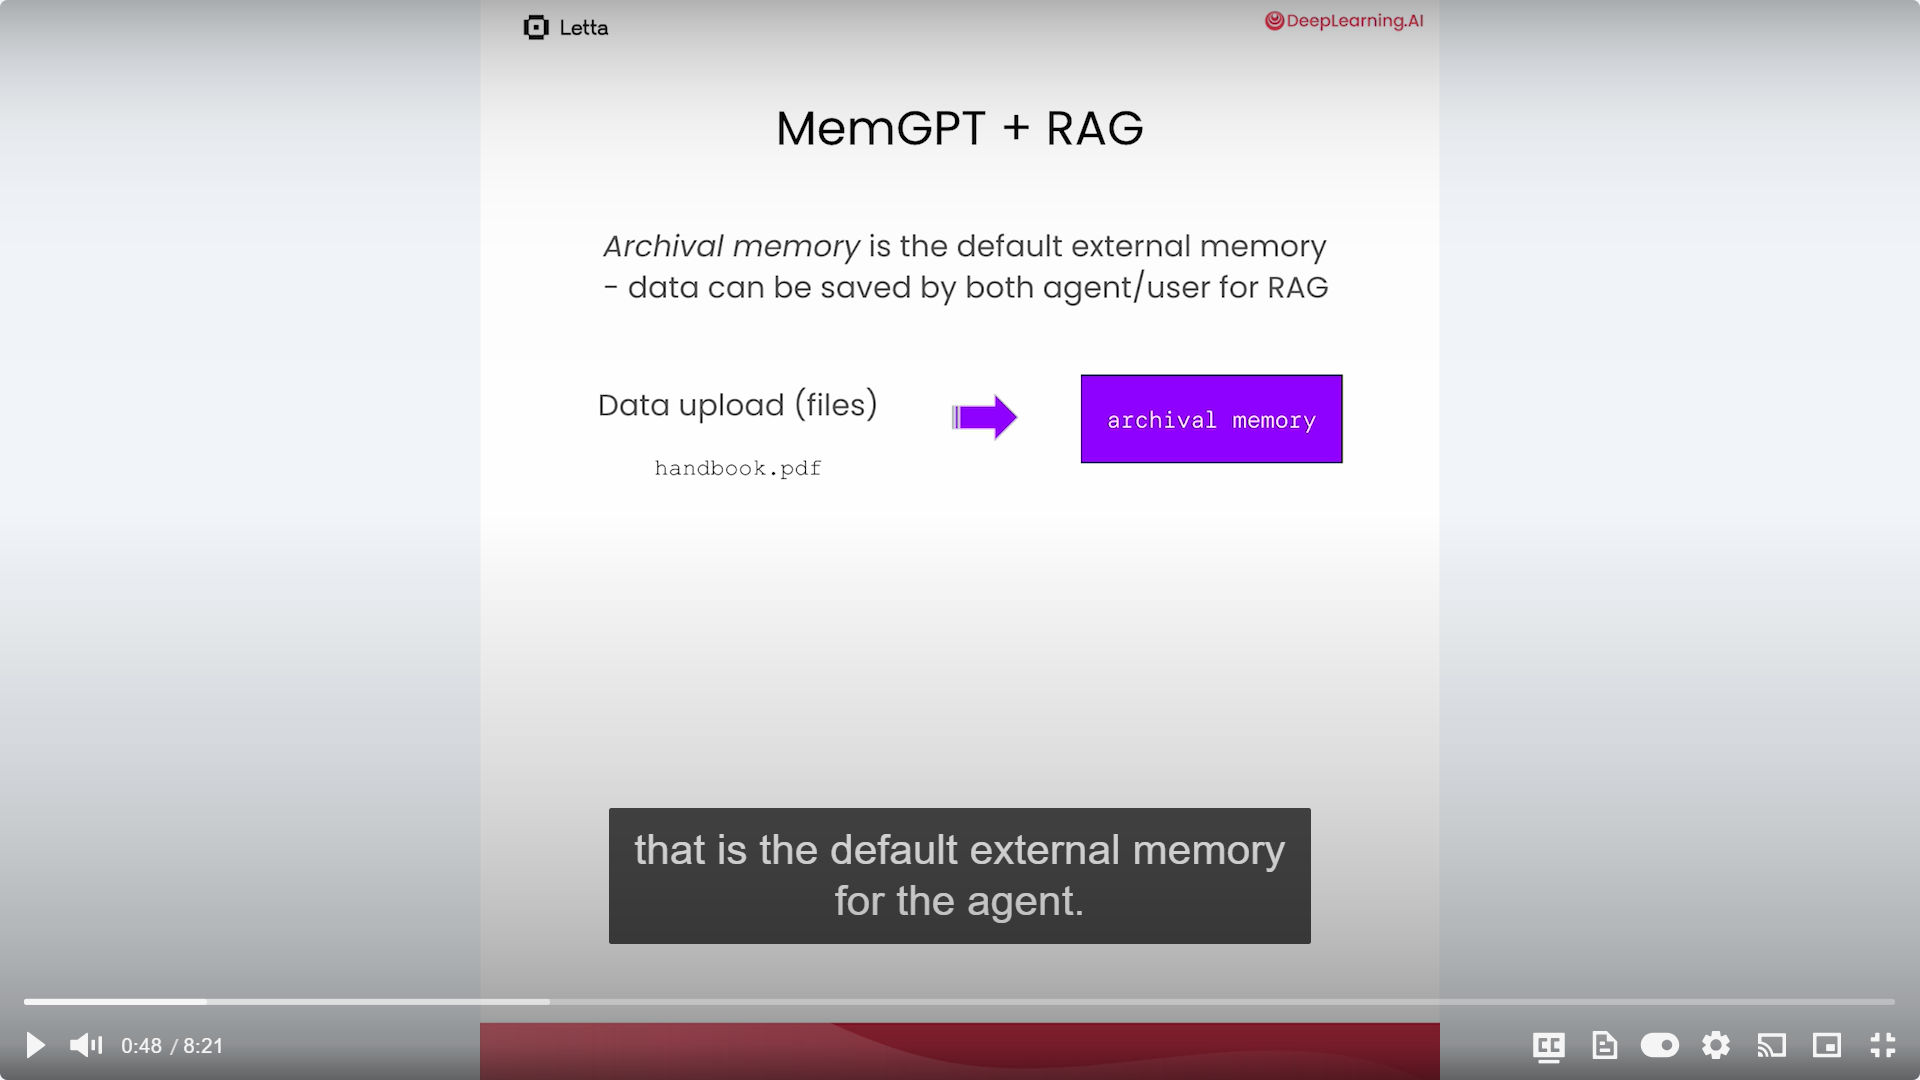 Letta
DeepLearning.AI
MemGPT + RAG
Archival memory is the default external memory
- data can be saved by both agent/user for RAG
Data upload (files)
archival memory
handbook.pdf
that is the default external memory
for the agent.
0:48 / 8:21
CC